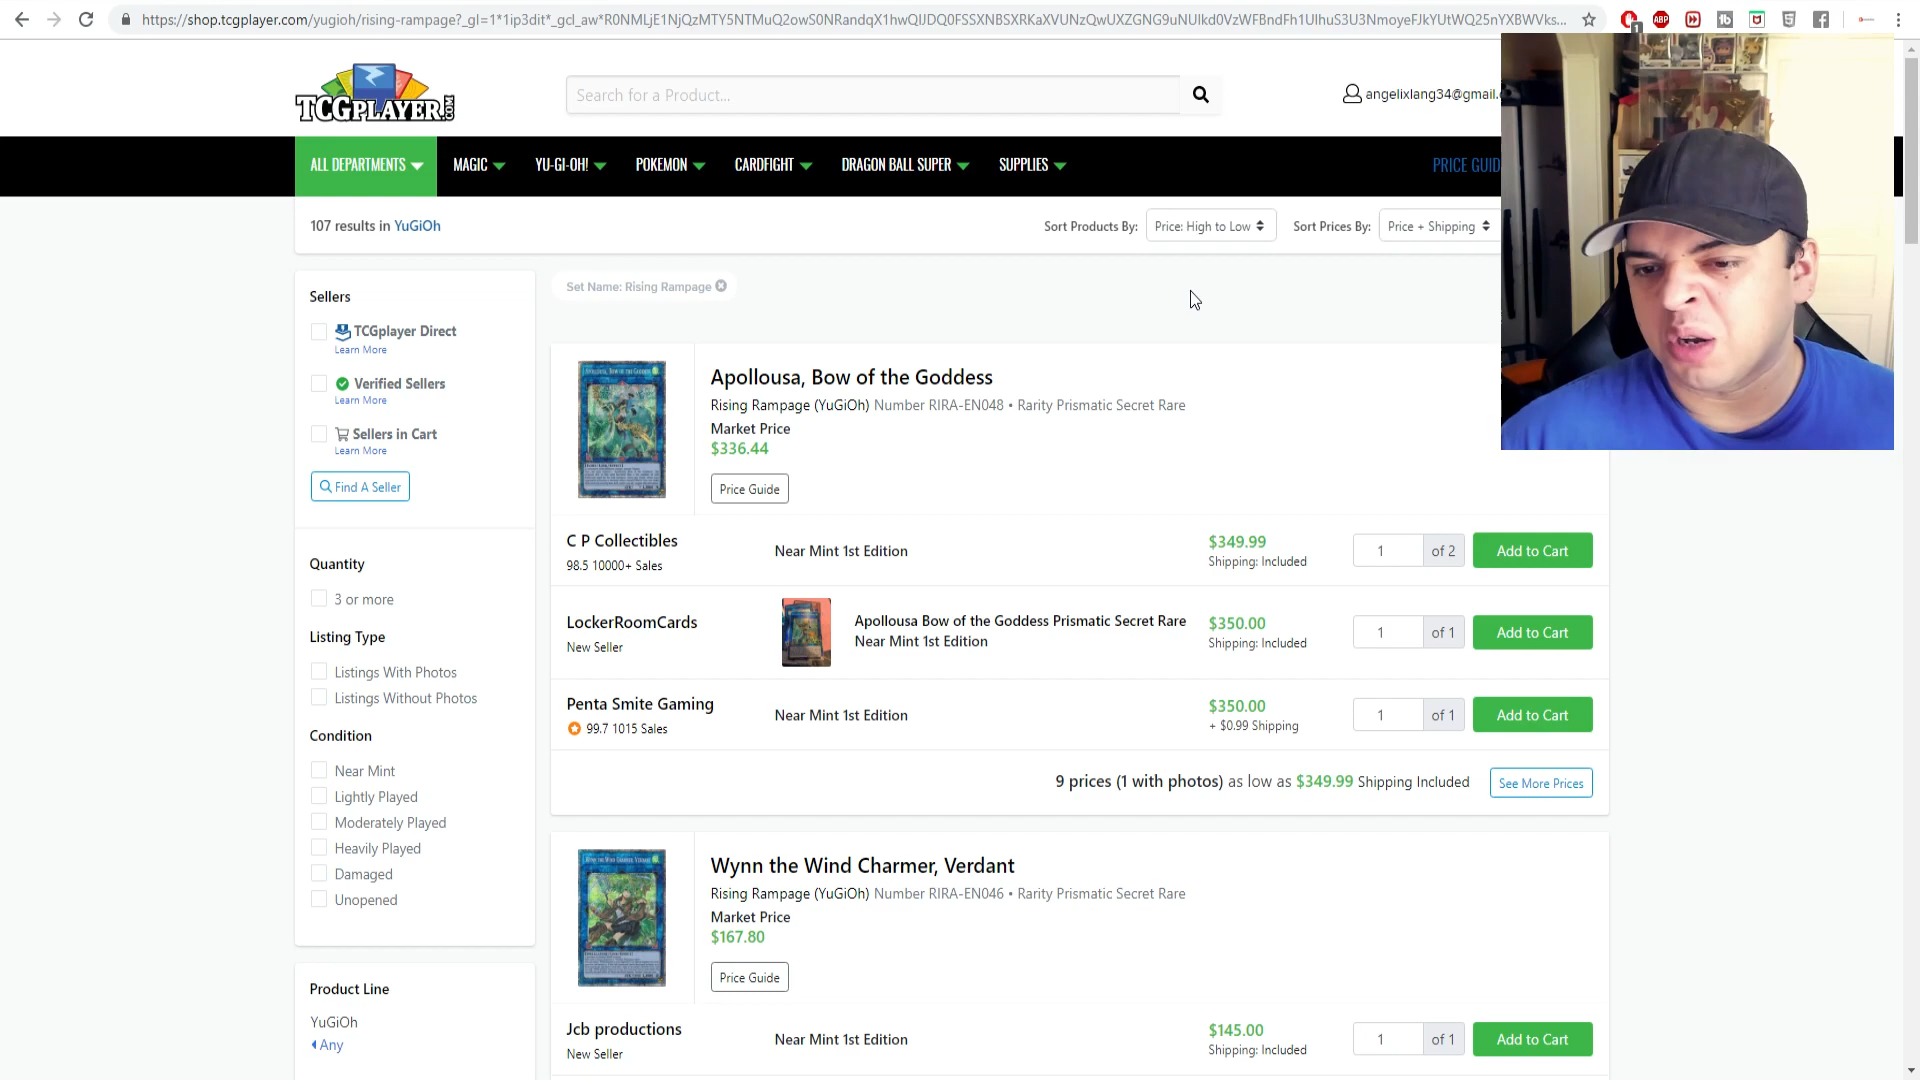 https://shop.tcgplayer.com/yugioh/rising-rampage?_gl=1*1ip3dit*_gcl_aw*
ABP
1
TCGPLAYER.COM
Search for a Product...
angelixlang34@gmail.
ALL DEPARTMENTS
MAGIC
YU-GI-OH!
POKEMON
CARDFIGHT
DRAGON BALL SUPER
SUPPLIES
PRICE GUID
107 results in YuGiOh
Sort Products By:
Price: High to Low
Sort Prices By:
Price + Shipping
Sellers
TCGplayer Direct
Learn More
Verified Sellers
Learn More
Sellers in Cart
Learn More
Find A Seller
Quantity
3 or more
Listing Type
Listings With Photos
Listings Without Photos
Condition
Near Mint
Lightly Played
Moderately Played
Heavily Played
Damaged
Unopened
Product Line
YuGiOh
Any
Set Name: Rising Rampage
Apollousa, Bow of the Goddess
Rising Rampage (YuGiOh) Number RIRA-EN048 • Rarity Prismatic Secret Rare
Market Price
$336.44
Price Guide
C P Collectibles
98.5 10000+ Sales
Near Mint 1st Edition
$349.99
Shipping: Included
1
of 2
Add to Cart
LockerRoomCards
New Seller
Apollousa Bow of the Goddess Prismatic Secret Rare
Near Mint 1st Edition
$350.00
Shipping: Included
1
of 1
Add to Cart
Penta Smite Gaming
99.7 1015 Sales
Near Mint 1st Edition
$350.00
+ $0.99 Shipping
1
of 1
Add to Cart
9 prices (1 with photos) as low as $349.99 Shipping Included
See More Prices
Wynn the Wind Charmer, Verdant
Rising Rampage (YuGiOh) Number RIRA-EN046 • Rarity Prismatic Secret Rare
Market Price
$167.80
Price Guide
Jcb productions
New Seller
Near Mint 1st Edition
$145.00
Shipping: Included
1
of 1
Add to Cart